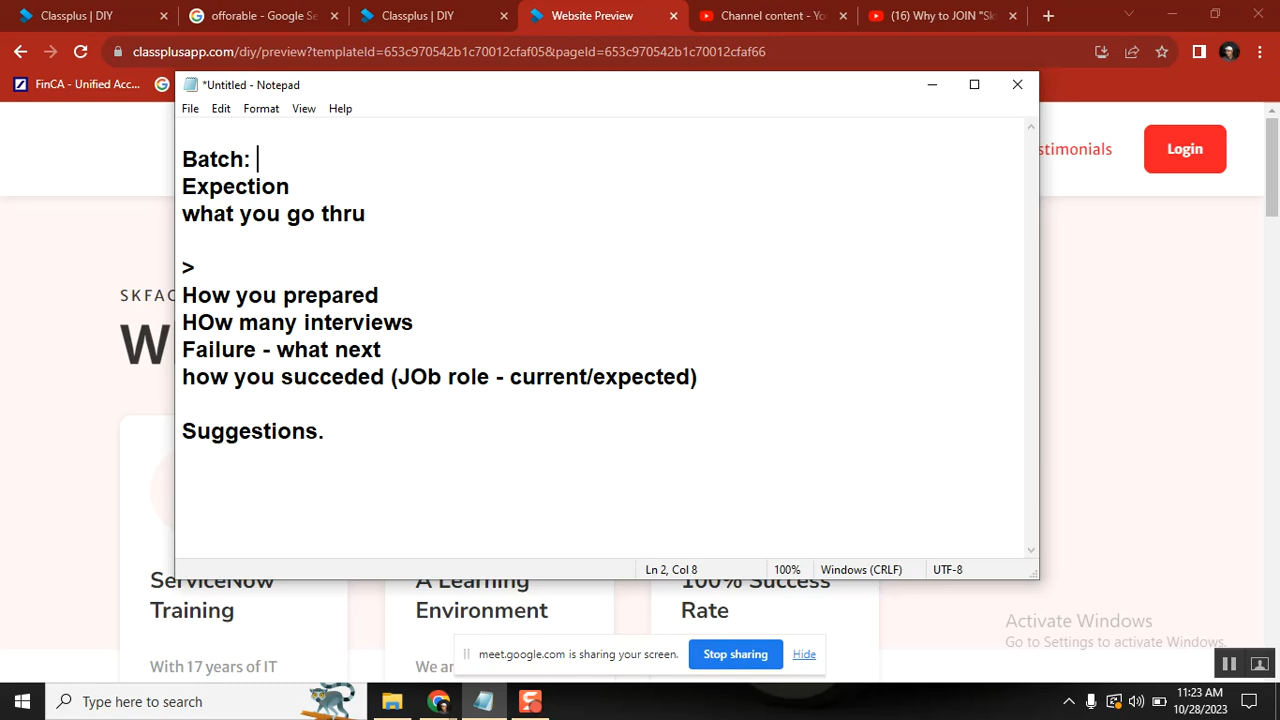 Classplus | DIY
offorable - Google Se
Classplus | DIY
Website Preview
Channel content - Yo
(16) Why to JOIN "Sk
classplusapp.com/diy/preview?templateId=653c970542b1c70012cfaf05&pageId=653c970542b1c70012cfaf66
FinCA - Unified Acc...
*Untitled - Notepad
File Edit Format View Help
Batch:
Expection
what you go thru
>
How you prepared
HOw many interviews
Failure - what next
how you succeded (JOb role - current/expected)
Suggestions.
Ln 2, Col 8 100% Windows (CRLF) UTF-8
stimonials
Login
SKFAC
W
ServiceNow
Training
With 17 years of IT
A Learning
Environment
We ar
100% Success
Rate
meet.google.com is sharing your screen.
Stop sharing
Hide
Activate Windows
Go to Settings to activate Windows.
Type here to search
11:23 AM
10/28/2023